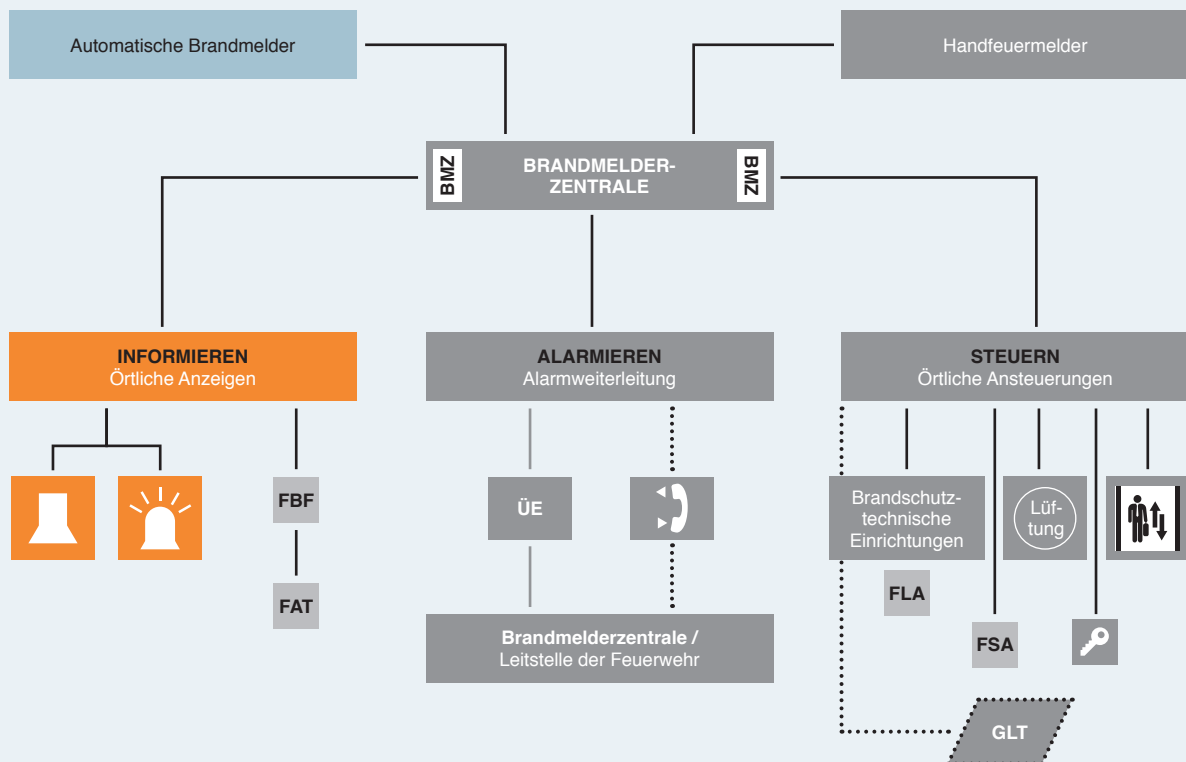 Automatische Brandmelder
Handfeuermelder
BMZ
BRANDMELDER-
ZENTRALE
BMZ
INFORMIEREN
Örtliche Anzeigen
ALARMIEREN
Alarmweiterleitung
STEUERN
Örtliche Ansteuerungen
FBF
FAT
ÜE
Brandmelderzentrale /
Leitstelle der Feuerwehr
Brandschutz-
technische
Einrichtungen
Lüf-
tung
FLA
FSA
GLT